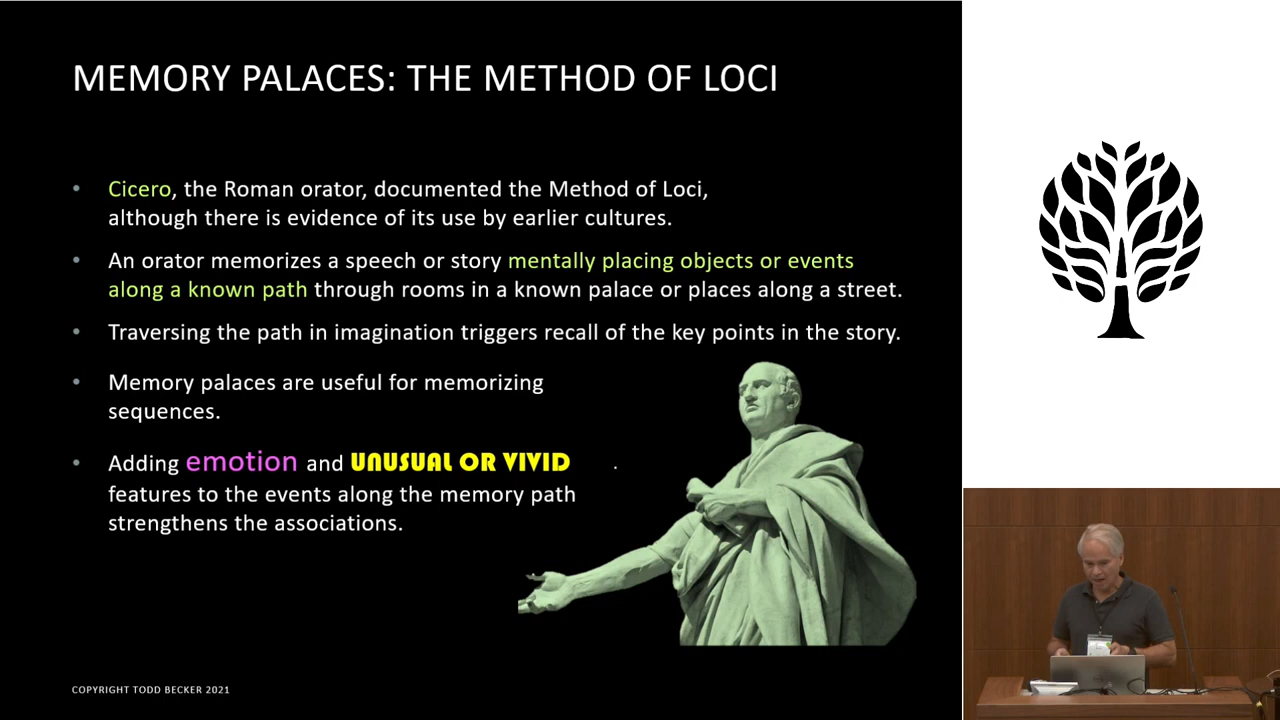 MEMORY PALACES: THE METHOD OF LOCI
• Cicero, the Roman orator, documented the Method of Loci,
although there is evidence of its use by earlier cultures.
• An orator memorizes a speech or story mentally placing objects or events
along a known path through rooms in a known palace or places along a street.
• Traversing the path in imagination triggers recall of the key points in the story.
• Memory palaces are useful for memorizing
sequences.
• Adding emotion and UNUSUAL OR VIVID
features to the events along the memory path
strengthens the associations.
COPYRIGHT TODD BECKER 2021